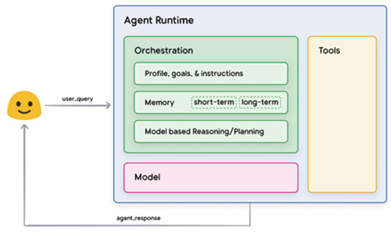 Agent Runtime
Orchestration
Tools
Profile, goals, & instructions
user_query
Memory short-term long-term
Model based Reasoning/Planning
Model
agent_response